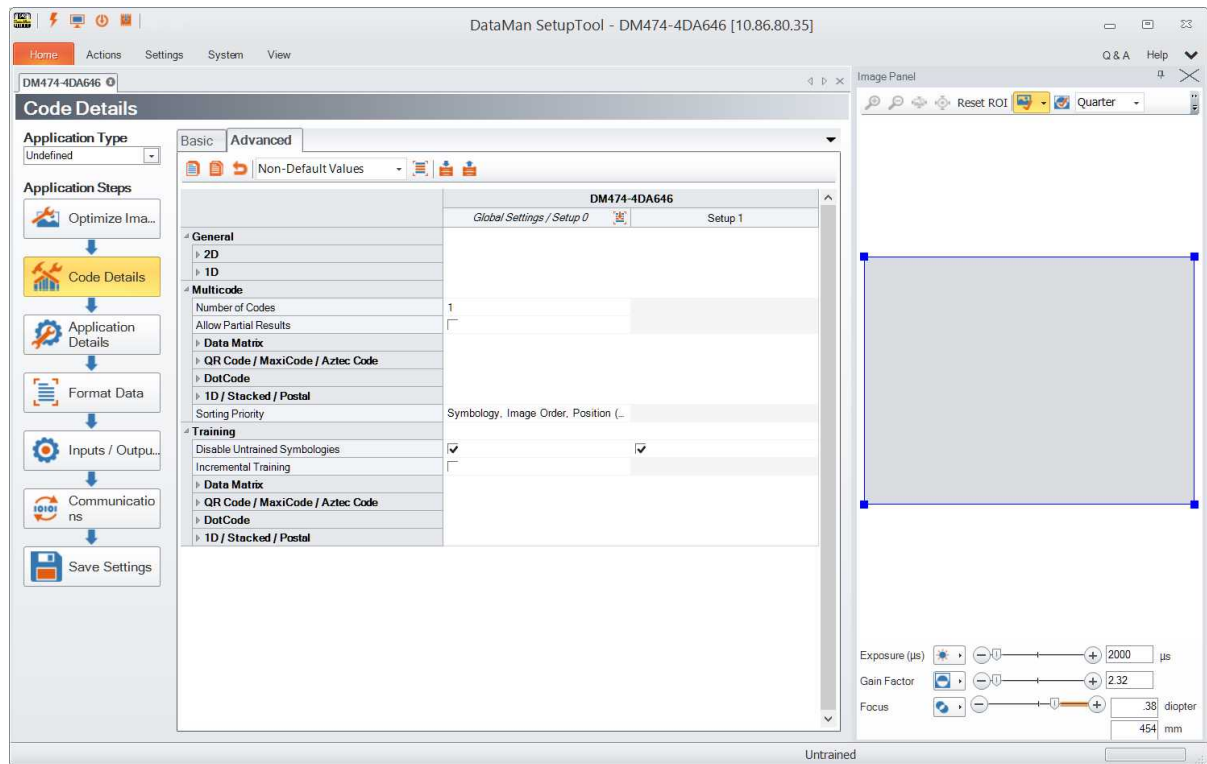 DataMan SetupTool - DM474-4DA646 [10.86.80.35]
Home Actions Settings System View Q & A Help
DM474-4DA646
Code Details
Application Type
Undefined
Application Steps
Optimize Ima...
Code Details
Application
Details
Format Data
Inputs / Outpu...
Communicatio
ns
Save Settings
Basic Advanced
Non-Default Values
DM474-4DA646
Global Settings / Setup 0 Setup 1
General
2D
1D
Multicode
Number of Codes 1
Allow Partial Results
Data Matrix
QR Code / MaxiCode / Aztec Code
DotCode
1D / Stacked / Postal
Sorting Priority Symbology, Image Order, Position (...
Training
Disable Untrained Symbologies
Incremental Training
Data Matrix
QR Code / MaxiCode / Aztec Code
DotCode
1D / Stacked / Postal
Image Panel
Reset ROI Quarter
Exposure (µs) 2000 µs
Gain Factor 2.32
Focus .38 diopter
454 mm
Untrained